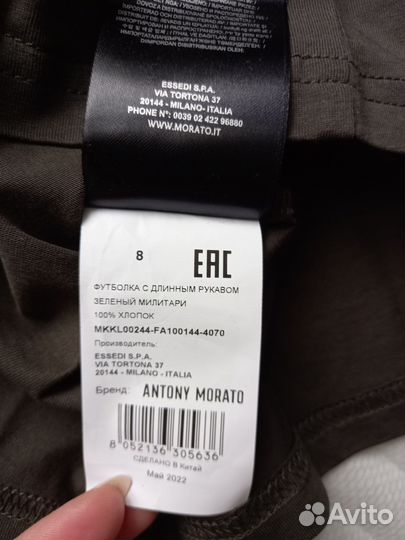 ESSEDI S.P.A.
VIA TORTONA 37
20144 - MILANO-ITALIA
PHONE N°: 0039 02 422 96880
WWW.MORATO.IT
8
EAC
ФУТБОЛКА С ДЛИННЫМ РУКАВОМ
ЗЕЛЕНЫЙ МИЛИТАРИ
100% ХЛОПОК
MKKL00244-FA100144-4070
Производитель:
ESSEDI S.P.A.
VIA TORTONA 37
20144 - MILANO - ITALIA
Бренд: ANTONY MORATO
8 052136 305636
СДЕЛАНО В Китай
Май 2022
Avito